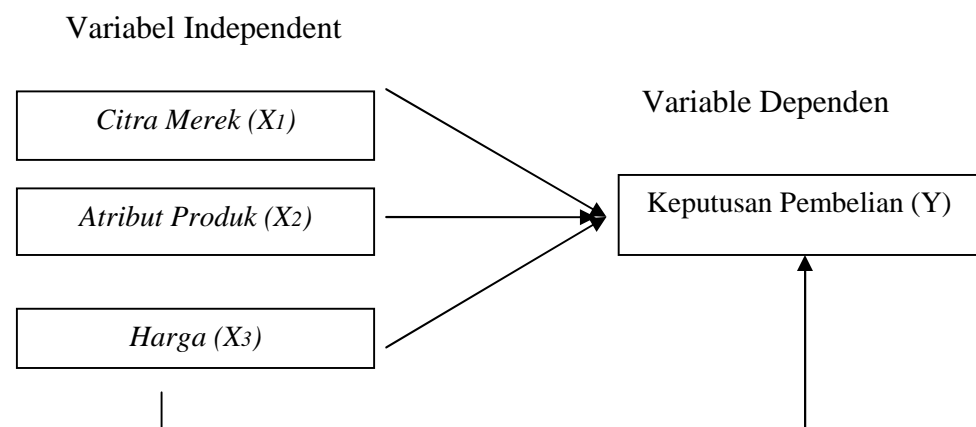 Variabel Independent
Citra Merek (X1)
Atribut Produk (X2)
Harga (X3)
Variable Dependen
Keputusan Pembelian (Y)